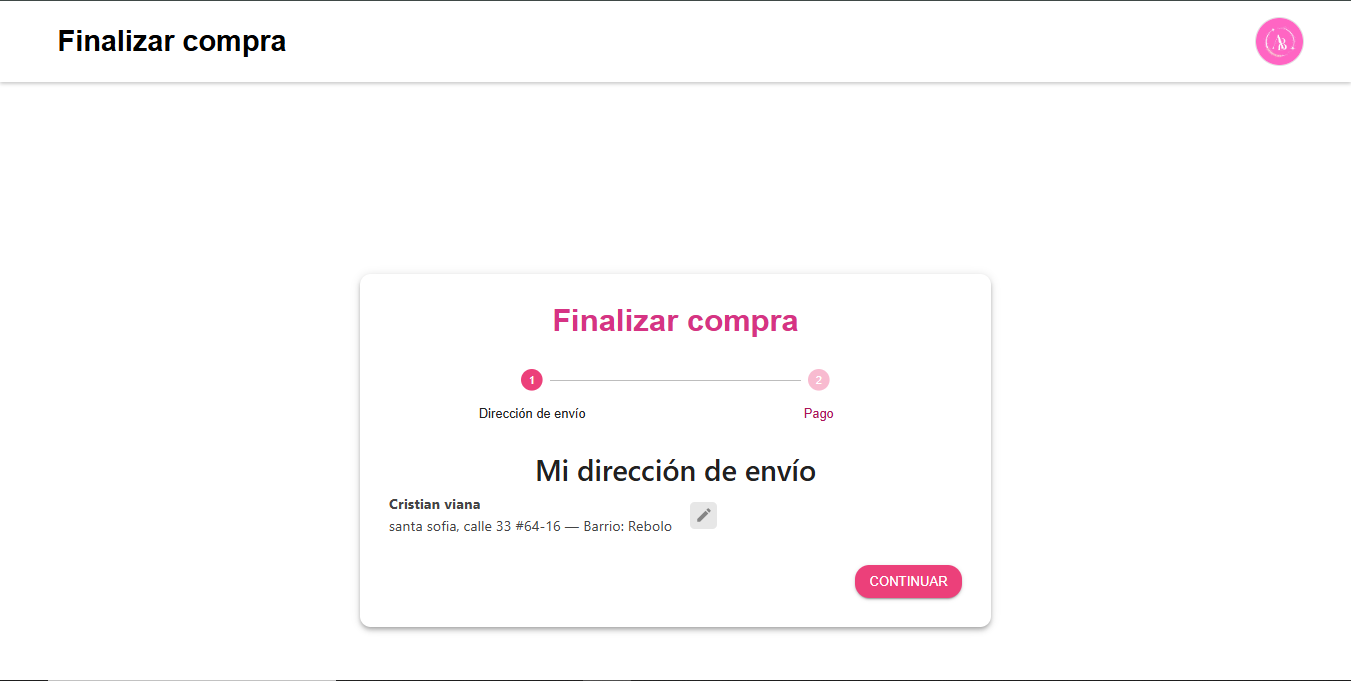 Finalizar compra
AB
Finalizar compra
1
2
Dirección de envío
Pago
Mi dirección de envío
Cristian viana
santa sofia, calle 33 #64-16 — Barrio: Rebolo
CONTINUAR